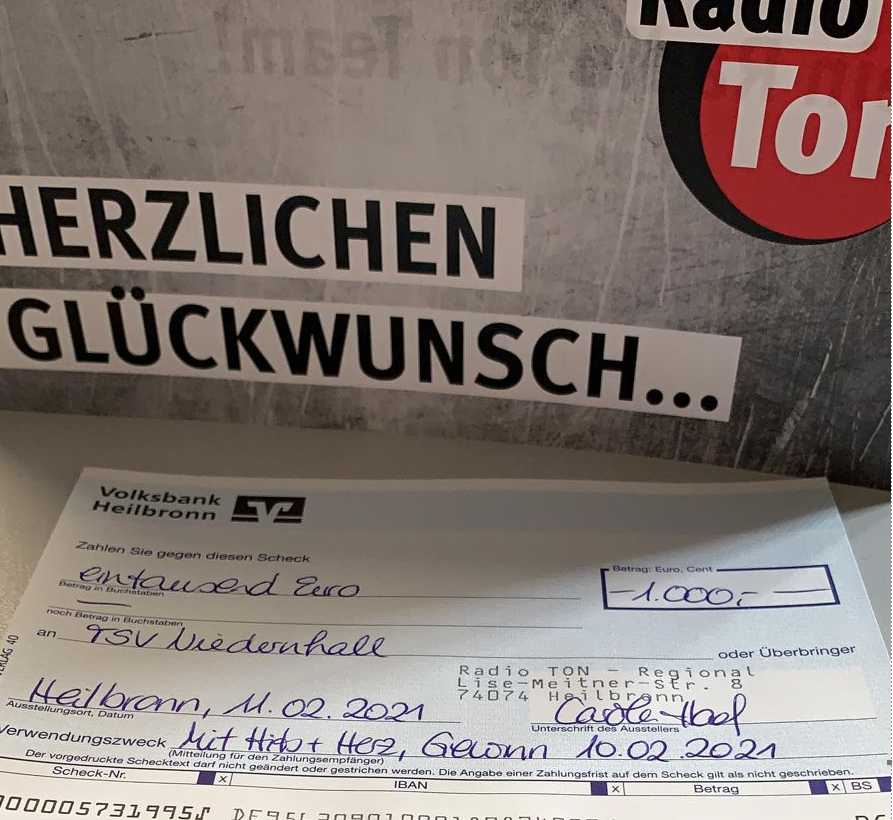 Radio
Ton
HERZLICHEN
GLÜCKWUNSCH...
Volksbank
Heilbronn
Zahlen Sie gegen diesen Scheck
eintausend Euro
Betrag in Buchstaben
noch Betrag in Buchstaben
Betrag: Euro, Cent
-1.000,-
an TSV Niedernhall oder Überbringer
Radio TON - Regional
Lise-Meitner-Str. 8
74074 Heilbronn
Heilbronn, 11.02.2021
Ausstellungsort, Datum
Unterschrift des Ausstellers
Verwendungszweck Mit Hits + Herz, Gewonn 10.02.2021
(Mitteilung für den Zahlungsempfänger)
Der vorgedruckte Schecktext darf nicht geändert oder gestrichen werden. Die Angabe einer Zahlungsfrist auf dem Scheck gilt als nicht geschrieben.
Scheck-Nr. x IBAN x Betrag x BS